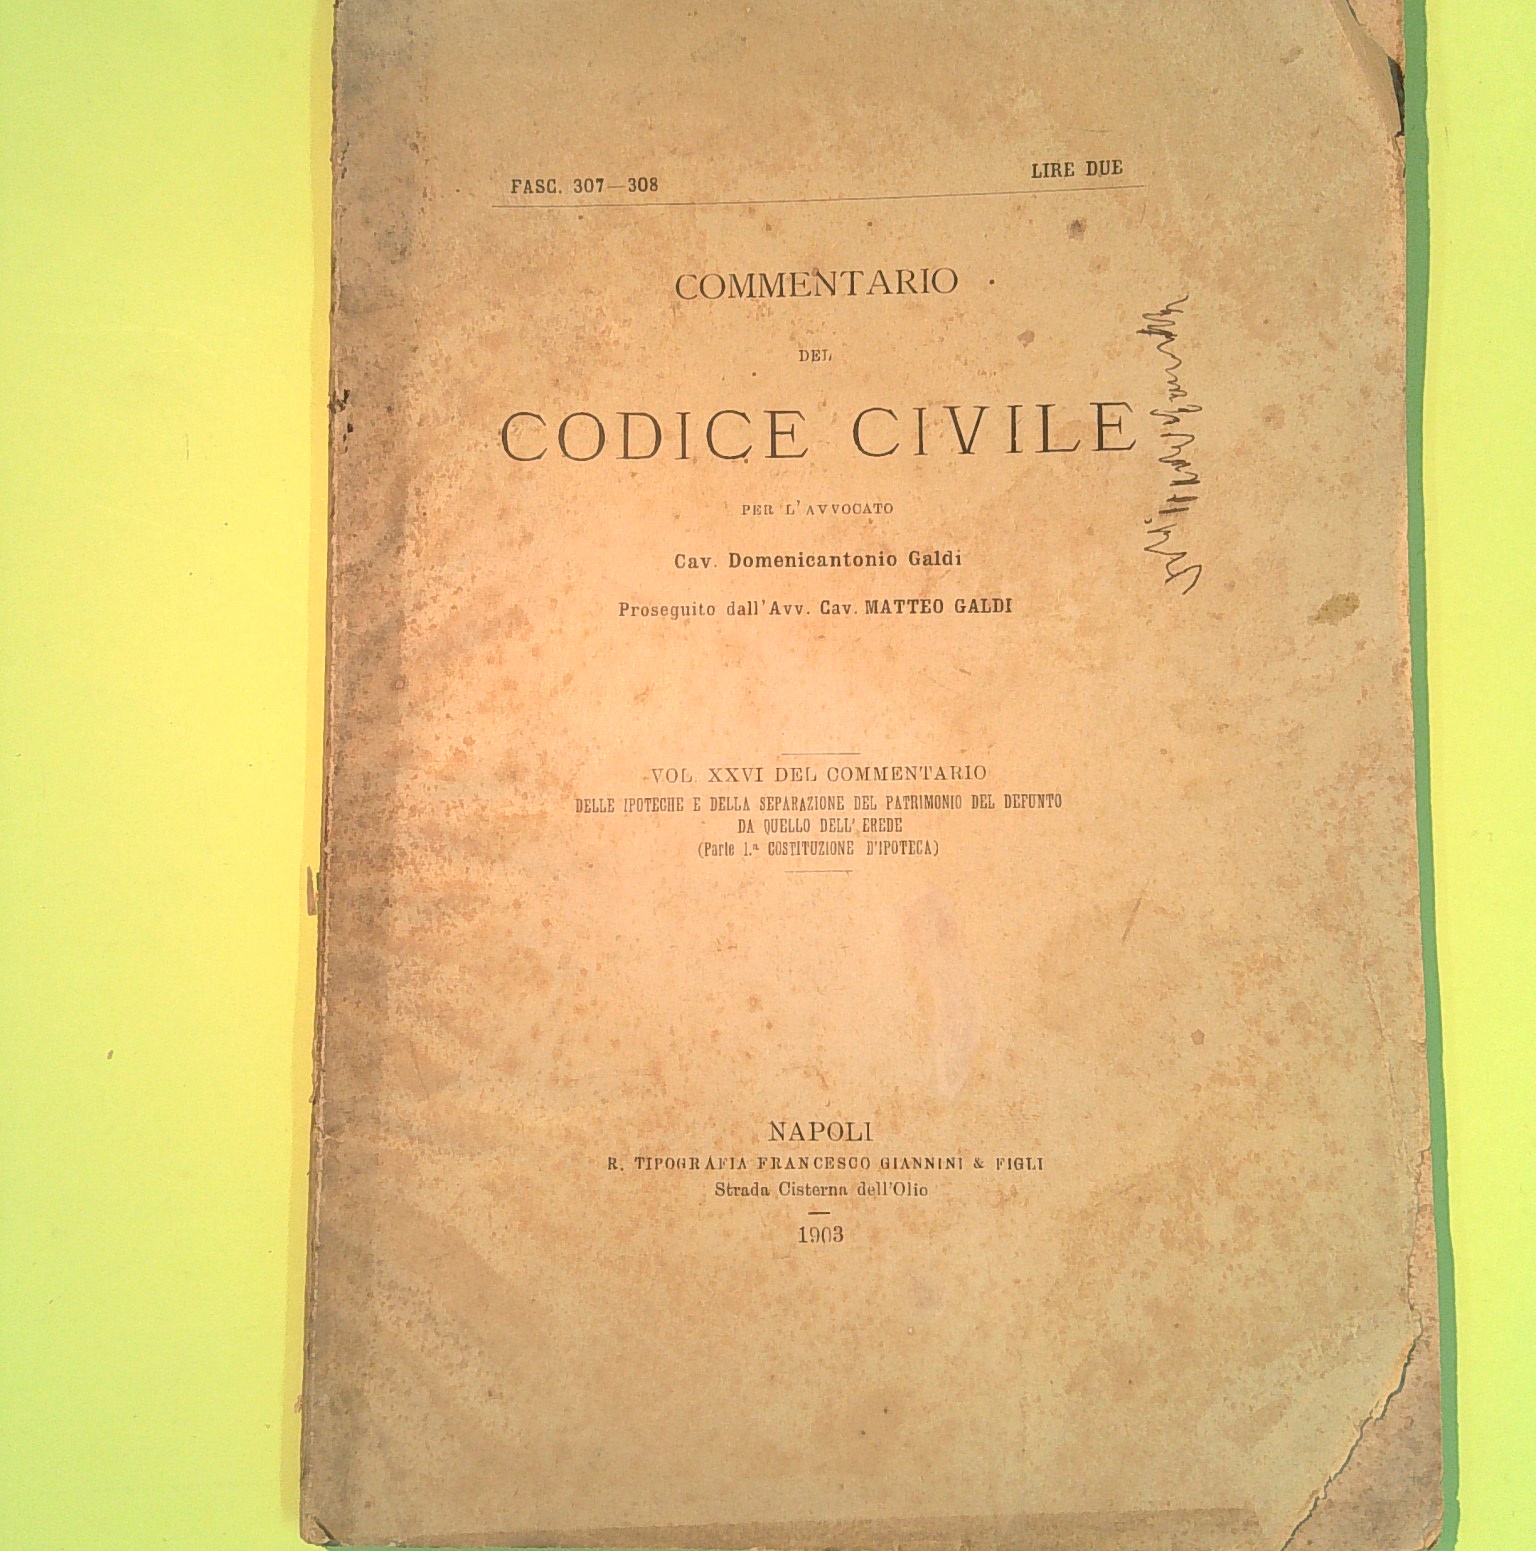 FASC. 307—308
LIRE DUE
COMMENTARIO
DEL
CODICE CIVILE
PER L'AVVOCATO
Cav. Domenicantonio Galdi
Proseguito dall'Avv. Cav. MATTEO GALDI
VOL. XXVI DEL COMMENTARIO
DELLE IPOTECHE E DELLA SEPARAZIONE DEL PATRIMONIO DEL DEFUNTO
DA QUELLO DELL' EREDE
(Parte 1.ª COSTITUZIONE D'IPOTECA)
NAPOLI
R. TIPOGRAFIA FRANCESCO GIANNINI & FIGLI
Strada Cisterna dell'Olio
1903